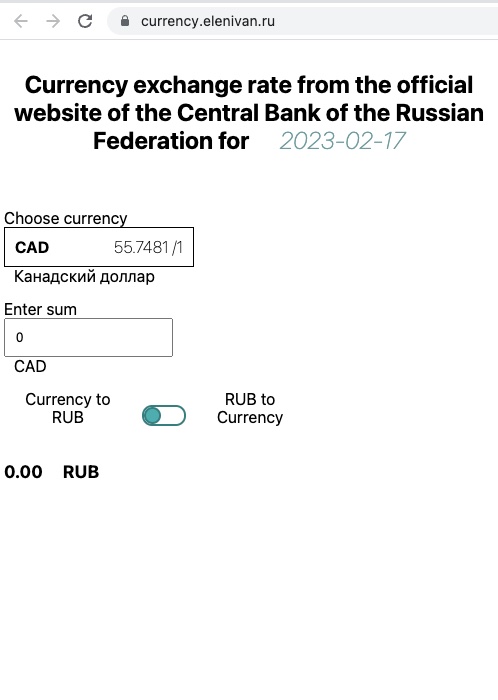 currency.elenivan.ru
Currency exchange rate from the official
website of the Central Bank of the Russian
Federation for 2023-02-17
Choose currency
CAD 55.7481 /1
Канадский доллар
Enter sum
0
CAD
Currency to RUB
RUB to Currency
0.00 RUB